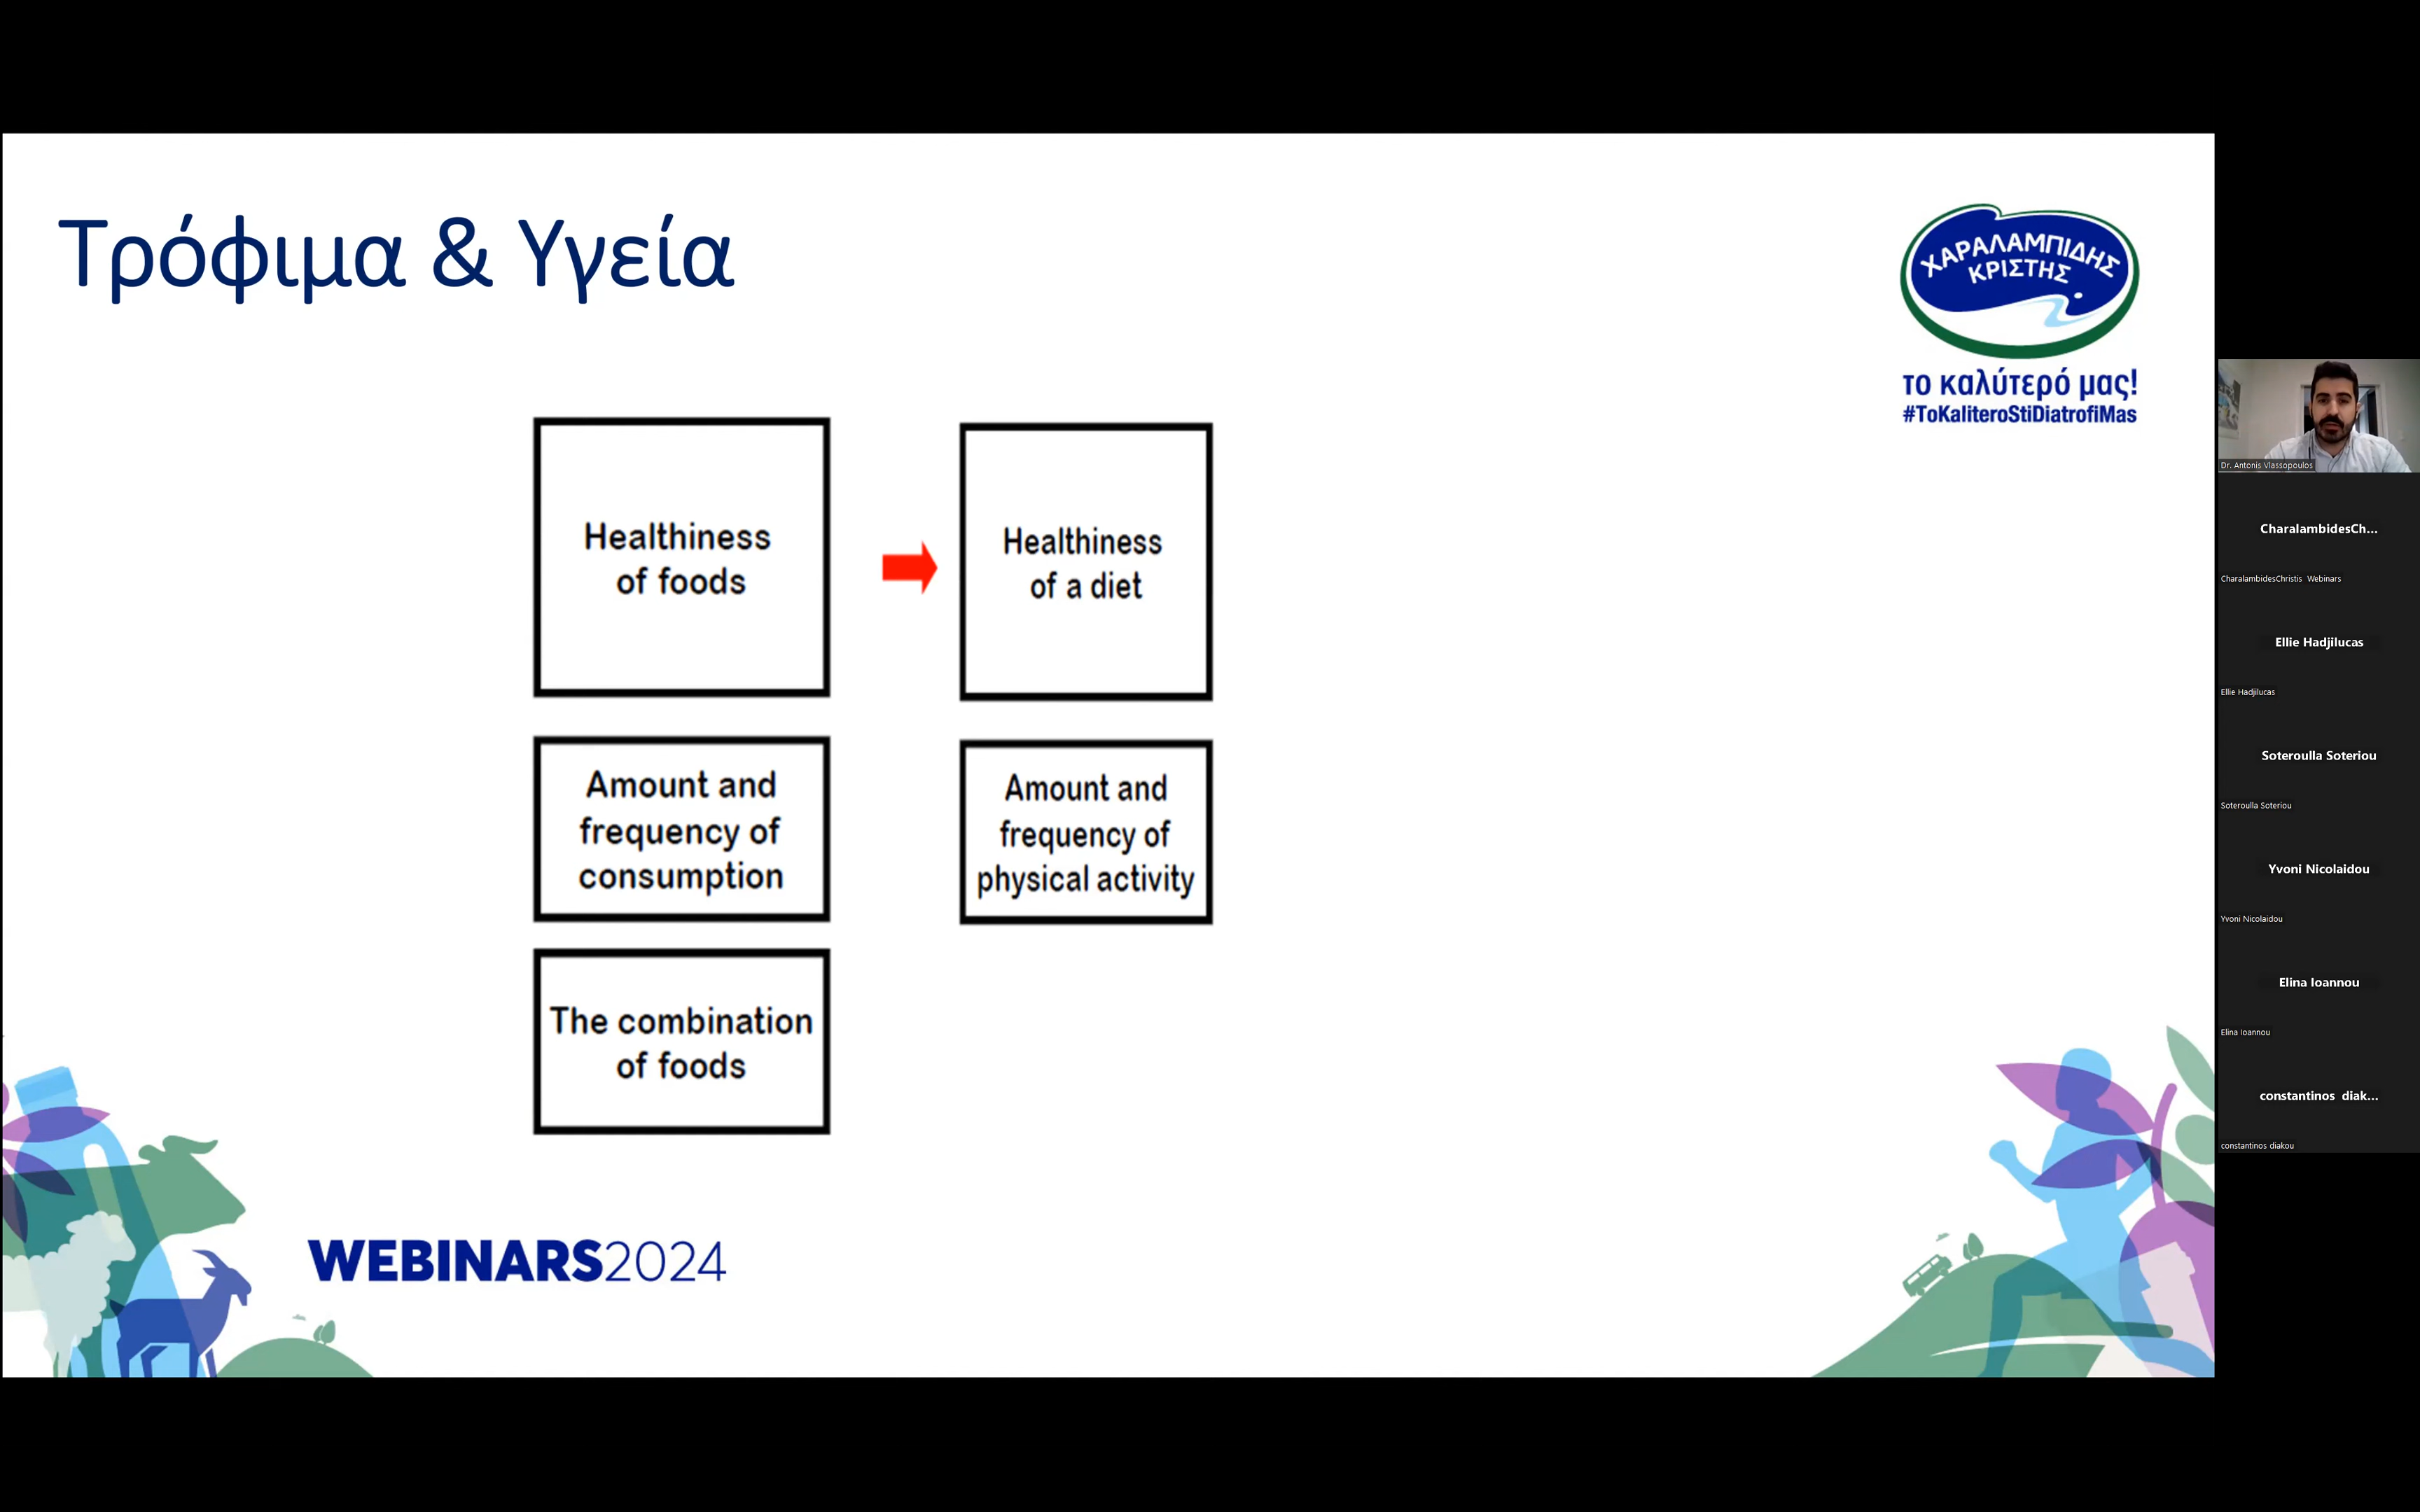 Τρόφιμα & Υγεία
ΧΑΡΑΛΑΜΠΙΔΗΣ
ΚΡΙΣΤΗΣ
το καλύτερό μας!
#ToKaliteroStiDiatrofiMas
Healthiness
of foods
Healthiness
of a diet
Amount and
frequency of
consumption
Amount and
frequency of
physical activity
The combination
of foods
WEBINARS2024
Dr. Antonis Vlassopoulos
CharalambidesCh...
CharalambidesChristis Webinars
Ellie Hadjilucas
Ellie Hadjilucas
Soteroulla Soteriou
Soteroulla Soteriou
Yvoni Nicolaidou
Yvoni Nicolaidou
Elina Ioannou
Elina Ioannou
constantinos diak...
constantinos diakou